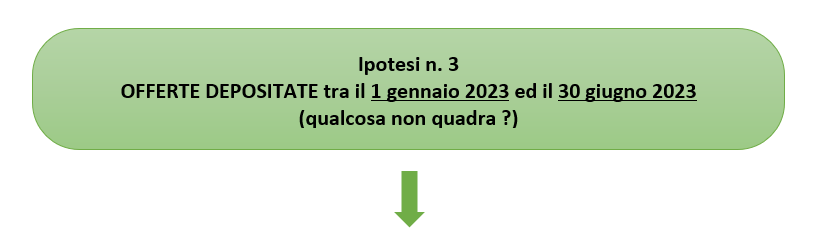 Ipotesi n. 3
OFFERTE DEPOSITATE tra il 1 gennaio 2023 ed il 30 giugno 2023
(qualcosa non quadra ?)